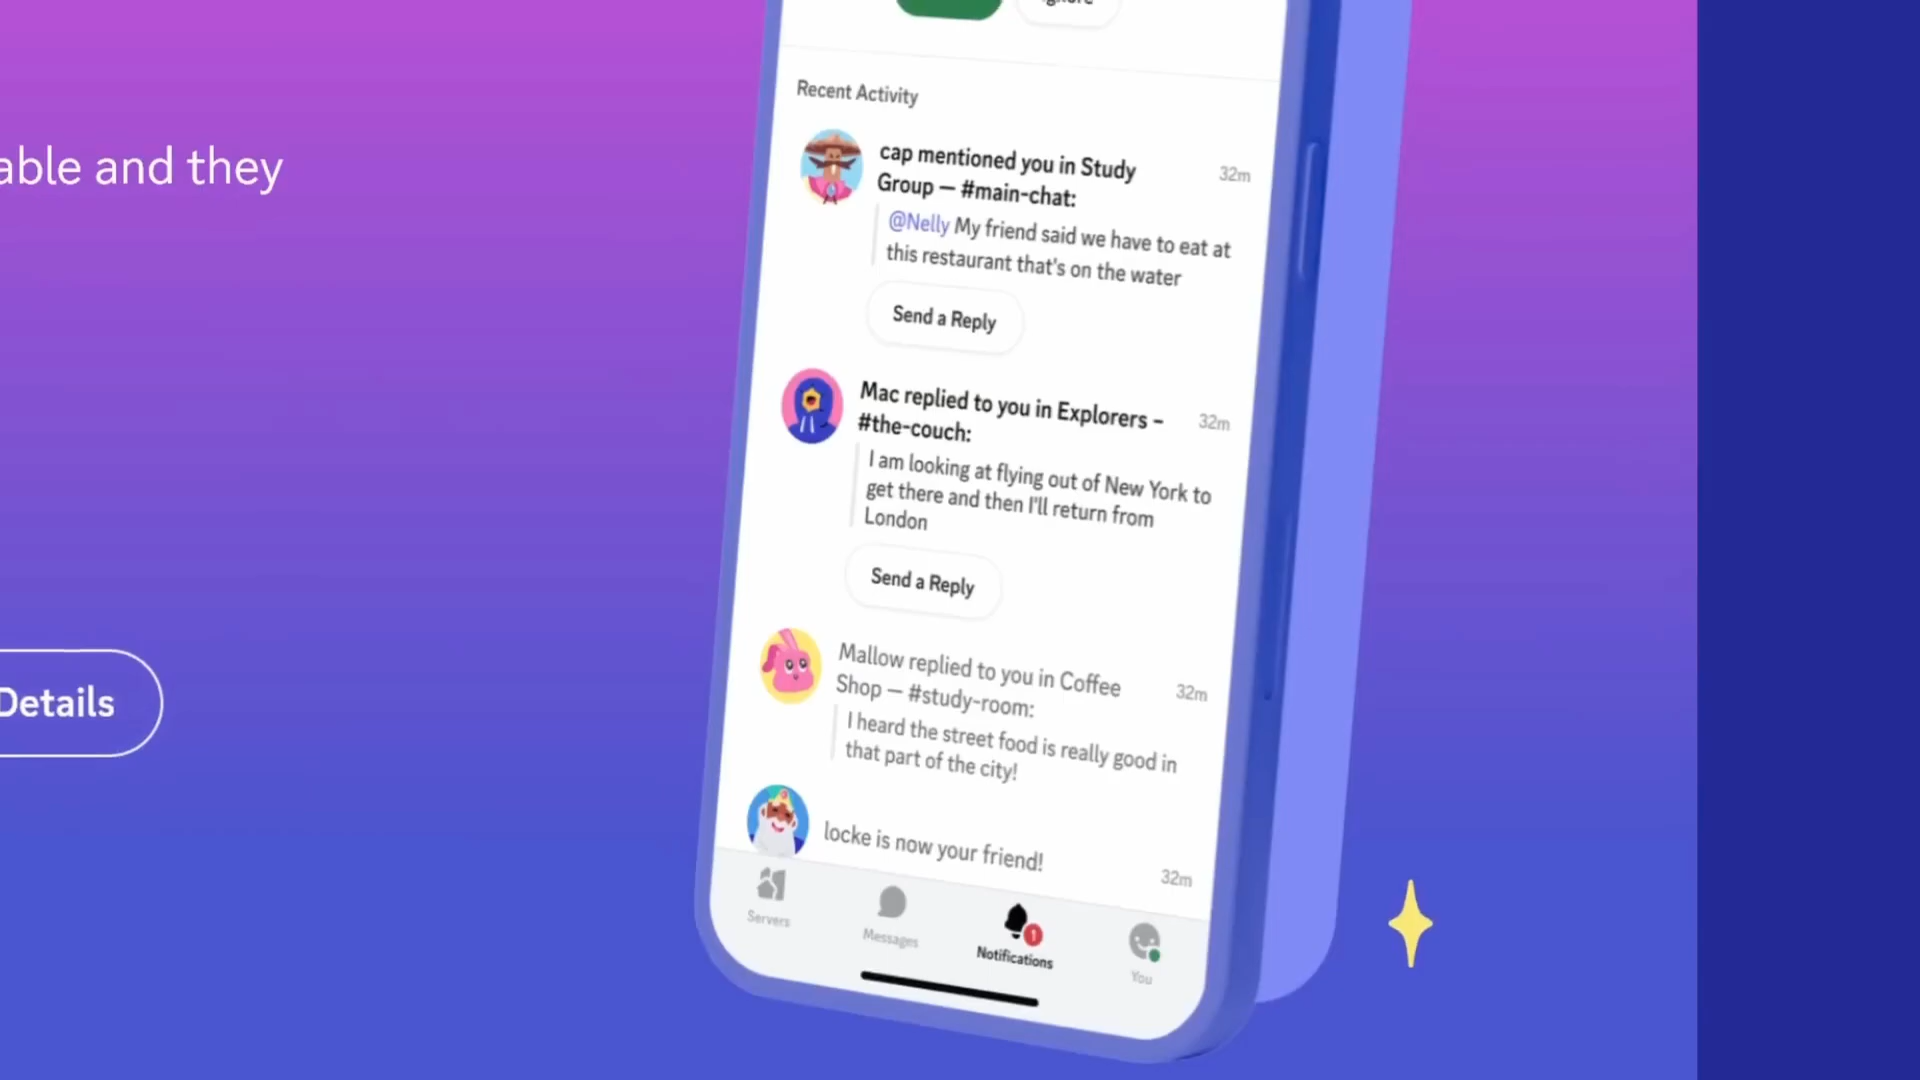 Ignore
able and they
Recent Activity
cap mentioned you in Study
32m
Group — #main-chat:
@Nelly My friend said we have to eat at
this restaurant that's on the water
Send a Reply
Mac replied to you in Explorers –
32m
#the-couch:
I am looking at flying out of New York to
get there and then I'll return from
London
Send a Reply
Mallow replied to you in Coffee
32m
Shop — #study-room:
I heard the street food is really good in
that part of the city!
Details
locke is now your friend!
32m
Servers
Messages
1
Notifications
You